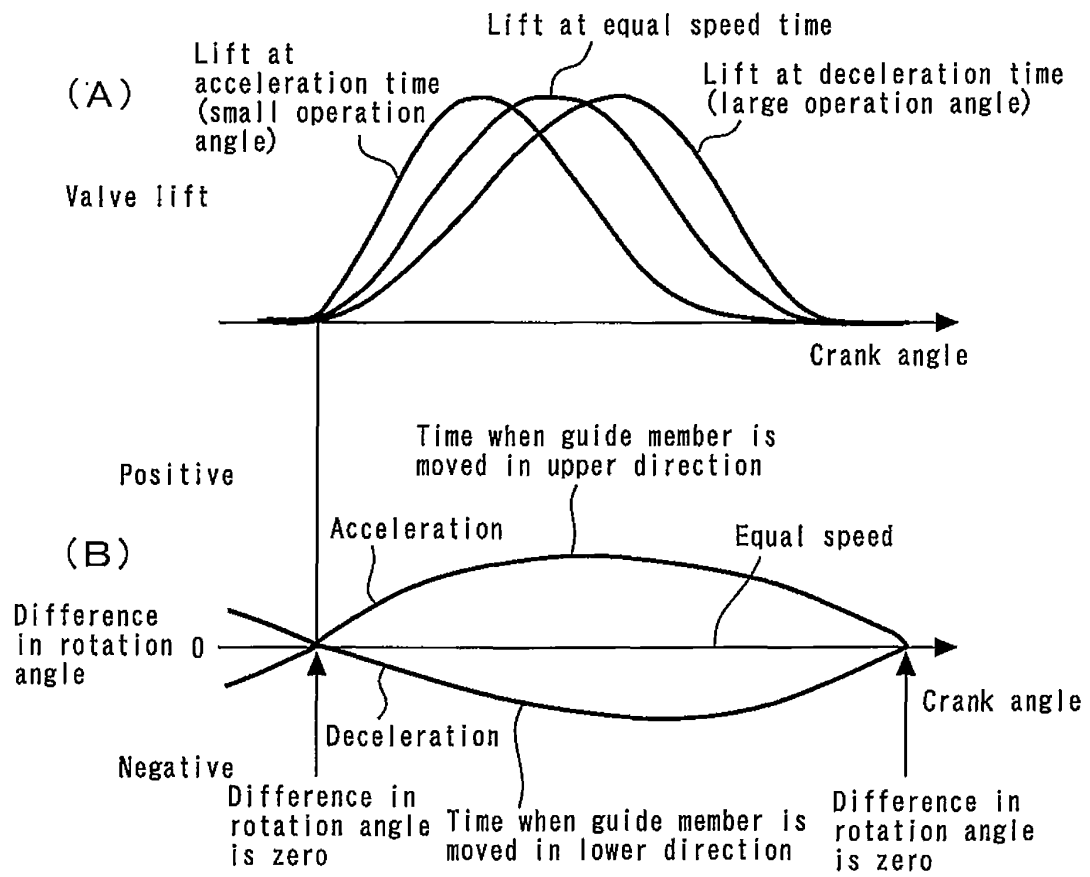 Lift at equal speed time
Lift at
acceleration time
(small operation
angle)
Lift at deceleration time
(large operation angle)
(A)
Valve lift
Crank angle
Time when guide member is
moved in upper direction
Positive
Acceleration
Equal speed
(B)
Difference
in rotation 0
angle
Crank angle
Deceleration
Negative
Difference in
rotation angle
is zero
Time when guide member is
moved in lower direction
Difference in
rotation angle
is zero